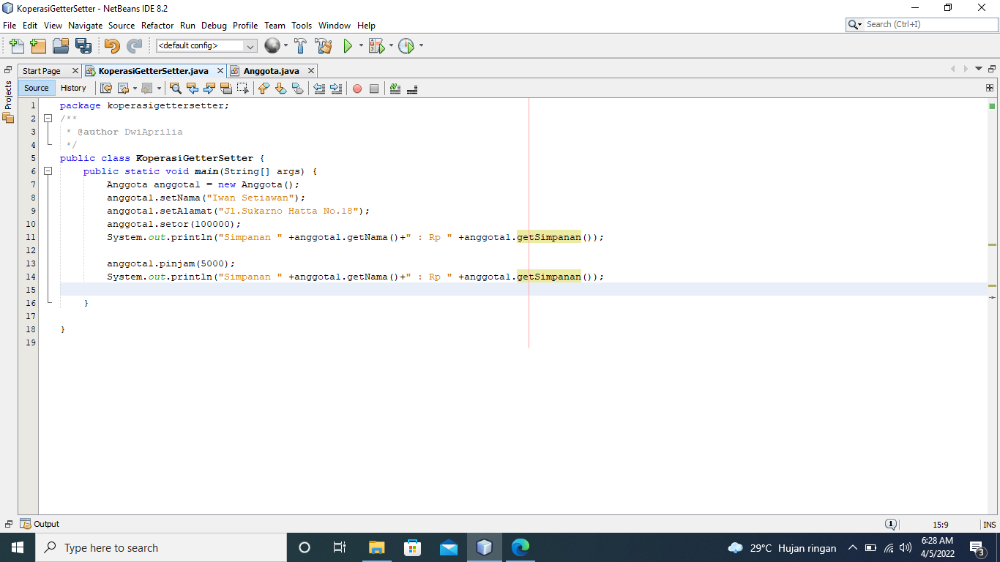 KoperasiGetterSetter - NetBeans IDE 8.2
File Edit View Navigate Source Refactor Run Debug Profile Team Tools Window Help
Search (Ctrl+I)
<default config>
Start Page KoperasiGetterSetter.java Anggota.java
Projects
Source History
1 package koperasigettersetter;
2 /**
3 * @author DwiAprilia
4 */
5 public class KoperasiGetterSetter {
6 public static void main(String[] args) {
7 Anggota anggota1 = new Anggota();
8 anggota1.setNama("Iwan Setiawan");
9 anggota1.setAlamat("Jl.Sukarno Hatta No.18");
10 anggota1.setor(100000);
11 System.out.println("Simpanan " +anggota1.getNama()+" : Rp " +anggota1.getSimpanan());
12
13 anggota1.pinjam(5000);
14 System.out.println("Simpanan " +anggota1.getNama()+" : Rp " +anggota1.getSimpanan());
15
16 }
17
18 }
19
Output
1
15:9
INS
Type here to search
29°C Hujan ringan
6:28 AM
4/5/2022
3